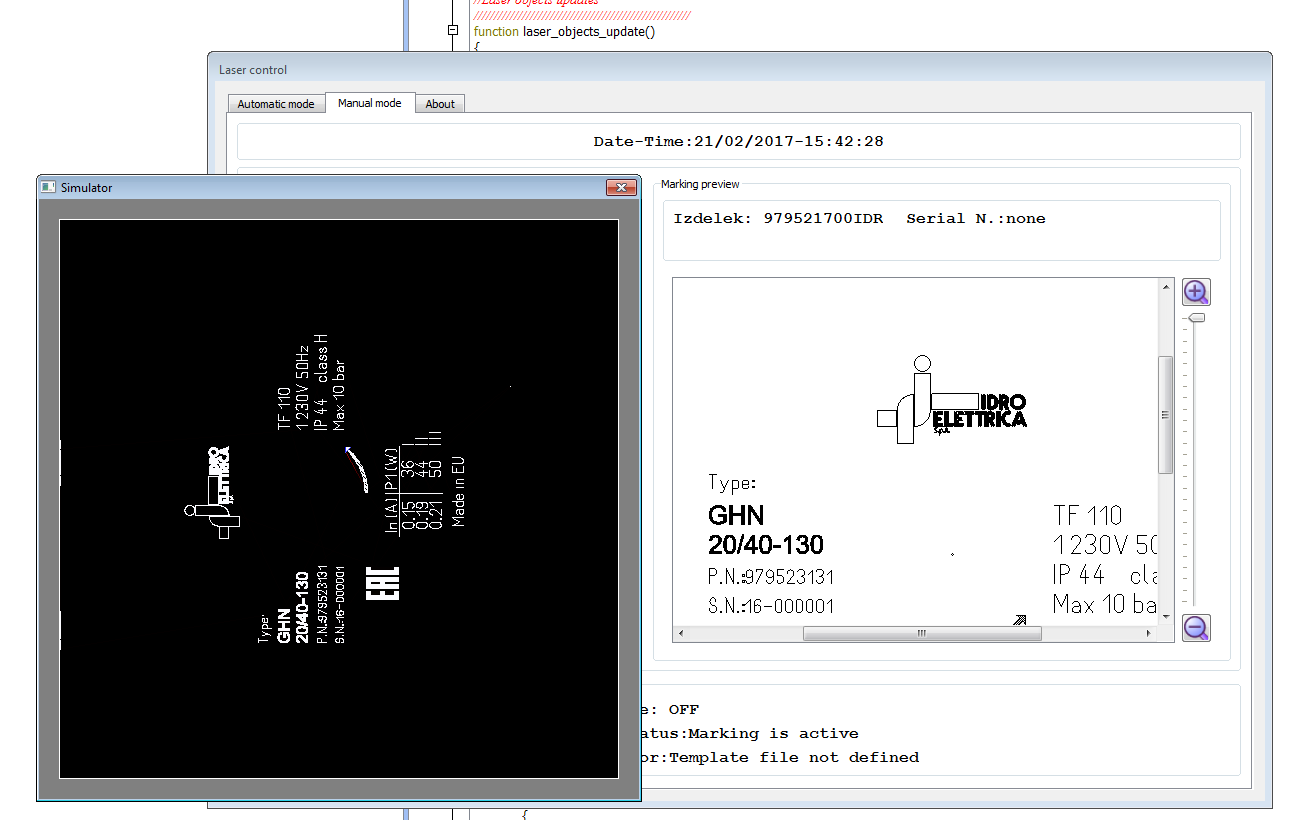 //Laser objects updates
////////////////////////////////////////////////////////
function laser_objects_update()
{
Laser control
Automatic mode
Manual mode
About
Date-Time:21/02/2017-15:42:28
Simulator
TF 110
1 230V 50Hz
IP 44 class H
Max 10 bar
IDRO
ELETTRICA
In (A) P1 (W)
0.15 36 I
0.19 44 II
0.21 50 III
Made in EU
EAC
Type:
GHN
20/40-130
P.N.:979523131
S.N.:16-000001
Marking preview
Izdelek: 979521700IDR Serial N.:none
IDRO
ELETTRICA
S.p.A.
Type:
GHN
20/40-130
P.N.:979523131
S.N.:16-000001
TF 110
1 230V 50
IP 44 cla
Max 10 ba
e: OFF
atus:Marking is active
or:Template file not defined
{